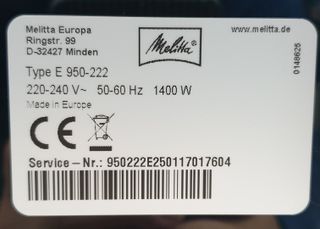 Melitta Europa
Ringstr. 99
D-32427 Minden
Melitta
www.melitta.de
Type E 950-222
220-240 V~ 50-60 Hz 1400 W
Made in Europe
0148625
CE
Service-Nr.: 950222E250117017604